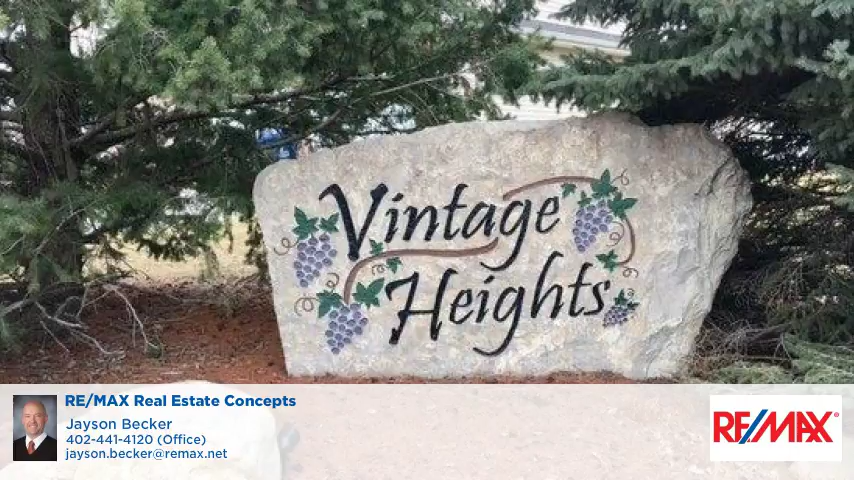 Vintage
Heights
RE/MAX Real Estate Concepts
Jayson Becker
402-441-4120 (Office)
jayson.becker@remax.net
RE/MAX®